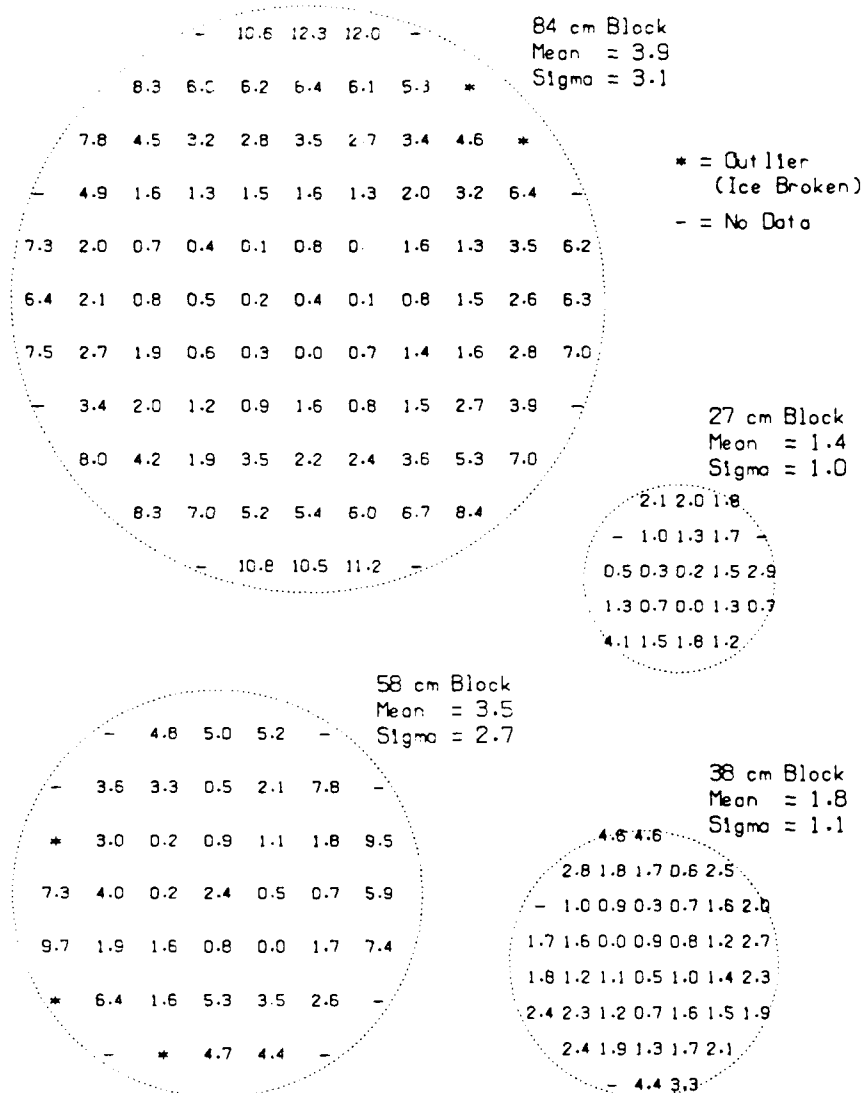 84 cm Block
Mean = 3.9
Sigma = 3.1
- 10.6 12.3 12.0 -
8.3 6.2 6.4 6.1 5.3 *
7.8 4.5 3.2 2.8 3.5 2.7 3.4 4.6 *
* = Outlier
(Ice Broken)
- = No Data
- 4.9 1.6 1.3 1.5 1.6 1.3 2.0 3.2 6.4 -
7.3 2.0 0.7 0.4 0.1 0.8 1.6 1.3 3.5 6.2
6.4 2.1 0.8 0.5 0.2 0.4 0.1 0.8 1.5 2.6 6.3
7.5 2.7 1.9 0.6 0.3 0.0 0.7 1.4 1.6 2.8 7.0
- 3.4 2.0 1.2 0.9 1.6 0.8 1.5 2.7 3.9 -
8.0 4.2 1.9 3.5 2.2 2.4 3.6 5.3 7.0
8.3 7.0 5.2 5.4 6.0 6.7 8.4
- 10.8 10.5 11.2 -
27 cm Block
Mean = 1.4
Sigma = 1.0
2.1 2.0 1.8
- 1.0 1.3 1.7 -
0.5 0.3 0.2 1.5 2.9
1.3 0.7 0.0 1.3 0.7
4.1 1.5 1.8 1.2
58 cm Block
Mean = 3.5
Sigma = 2.7
- 4.8 5.0 5.2 -
- 3.6 3.3 0.5 2.1 7.8 -
* 3.0 0.2 0.9 1.1 1.8 9.5
7.3 4.0 0.2 2.4 0.5 0.7 5.9
9.7 1.9 1.6 0.8 0.0 1.7 7.4
* 6.4 1.6 5.3 3.5 2.6 -
- * 4.7 4.4 -
38 cm Block
Mean = 1.8
Sigma = 1.1
4.6 4.6
2.8 1.8 1.7 0.6 2.5
- 1.0 0.9 0.3 0.7 1.6 2.0
1.7 1.6 0.0 0.9 0.8 1.2 2.7
1.8 1.2 1.1 0.5 1.0 1.4 2.3
2.4 2.3 1.2 0.7 1.6 1.5 1.9
2.4 1.9 1.3 1.7 2.1
- 4.4 3.3